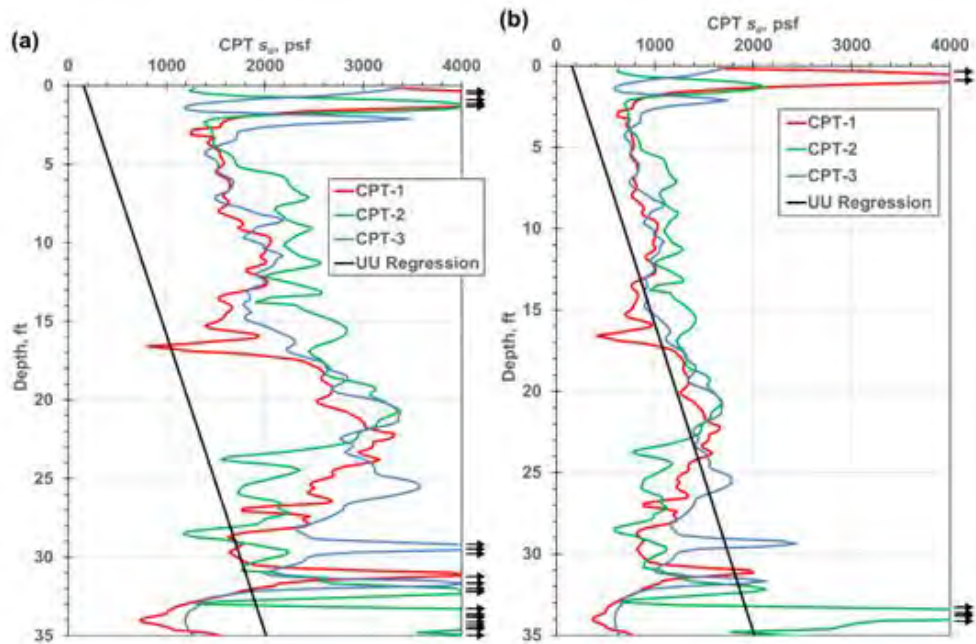 (a)
CPT su, psf
0 1000 2000 3000 4000
0
5
10
15
20
25
30
35
Depth, ft
CPT-1
CPT-2
CPT-3
UU Regression
(b)
CPT su, psf
0 1000 2000 3000 4000
0
5
10
15
20
25
30
35
Depth, ft
CPT-1
CPT-2
CPT-3
UU Regression